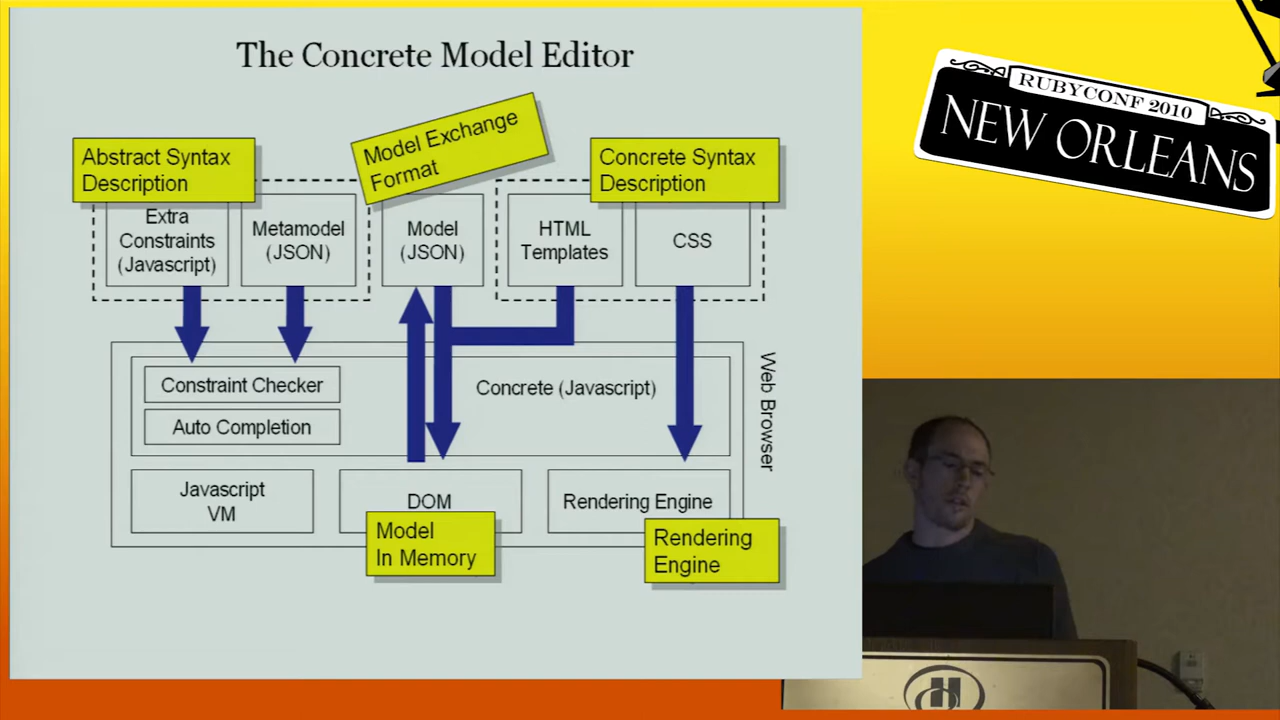 The Concrete Model Editor
RUBYCONF 2010
NEW ORLEANS
Abstract Syntax
Description
Model Exchange
Format
Concrete Syntax
Description
Extra
Constraints
(Javascript)
Metamodel
(JSON)
Model
(JSON)
HTML
Templates
CSS
Constraint Checker
Auto Completion
Concrete (Javascript)
Web Browser
Javascript
VM
DOM
Rendering Engine
Model
In Memory
Rendering
Engine
H